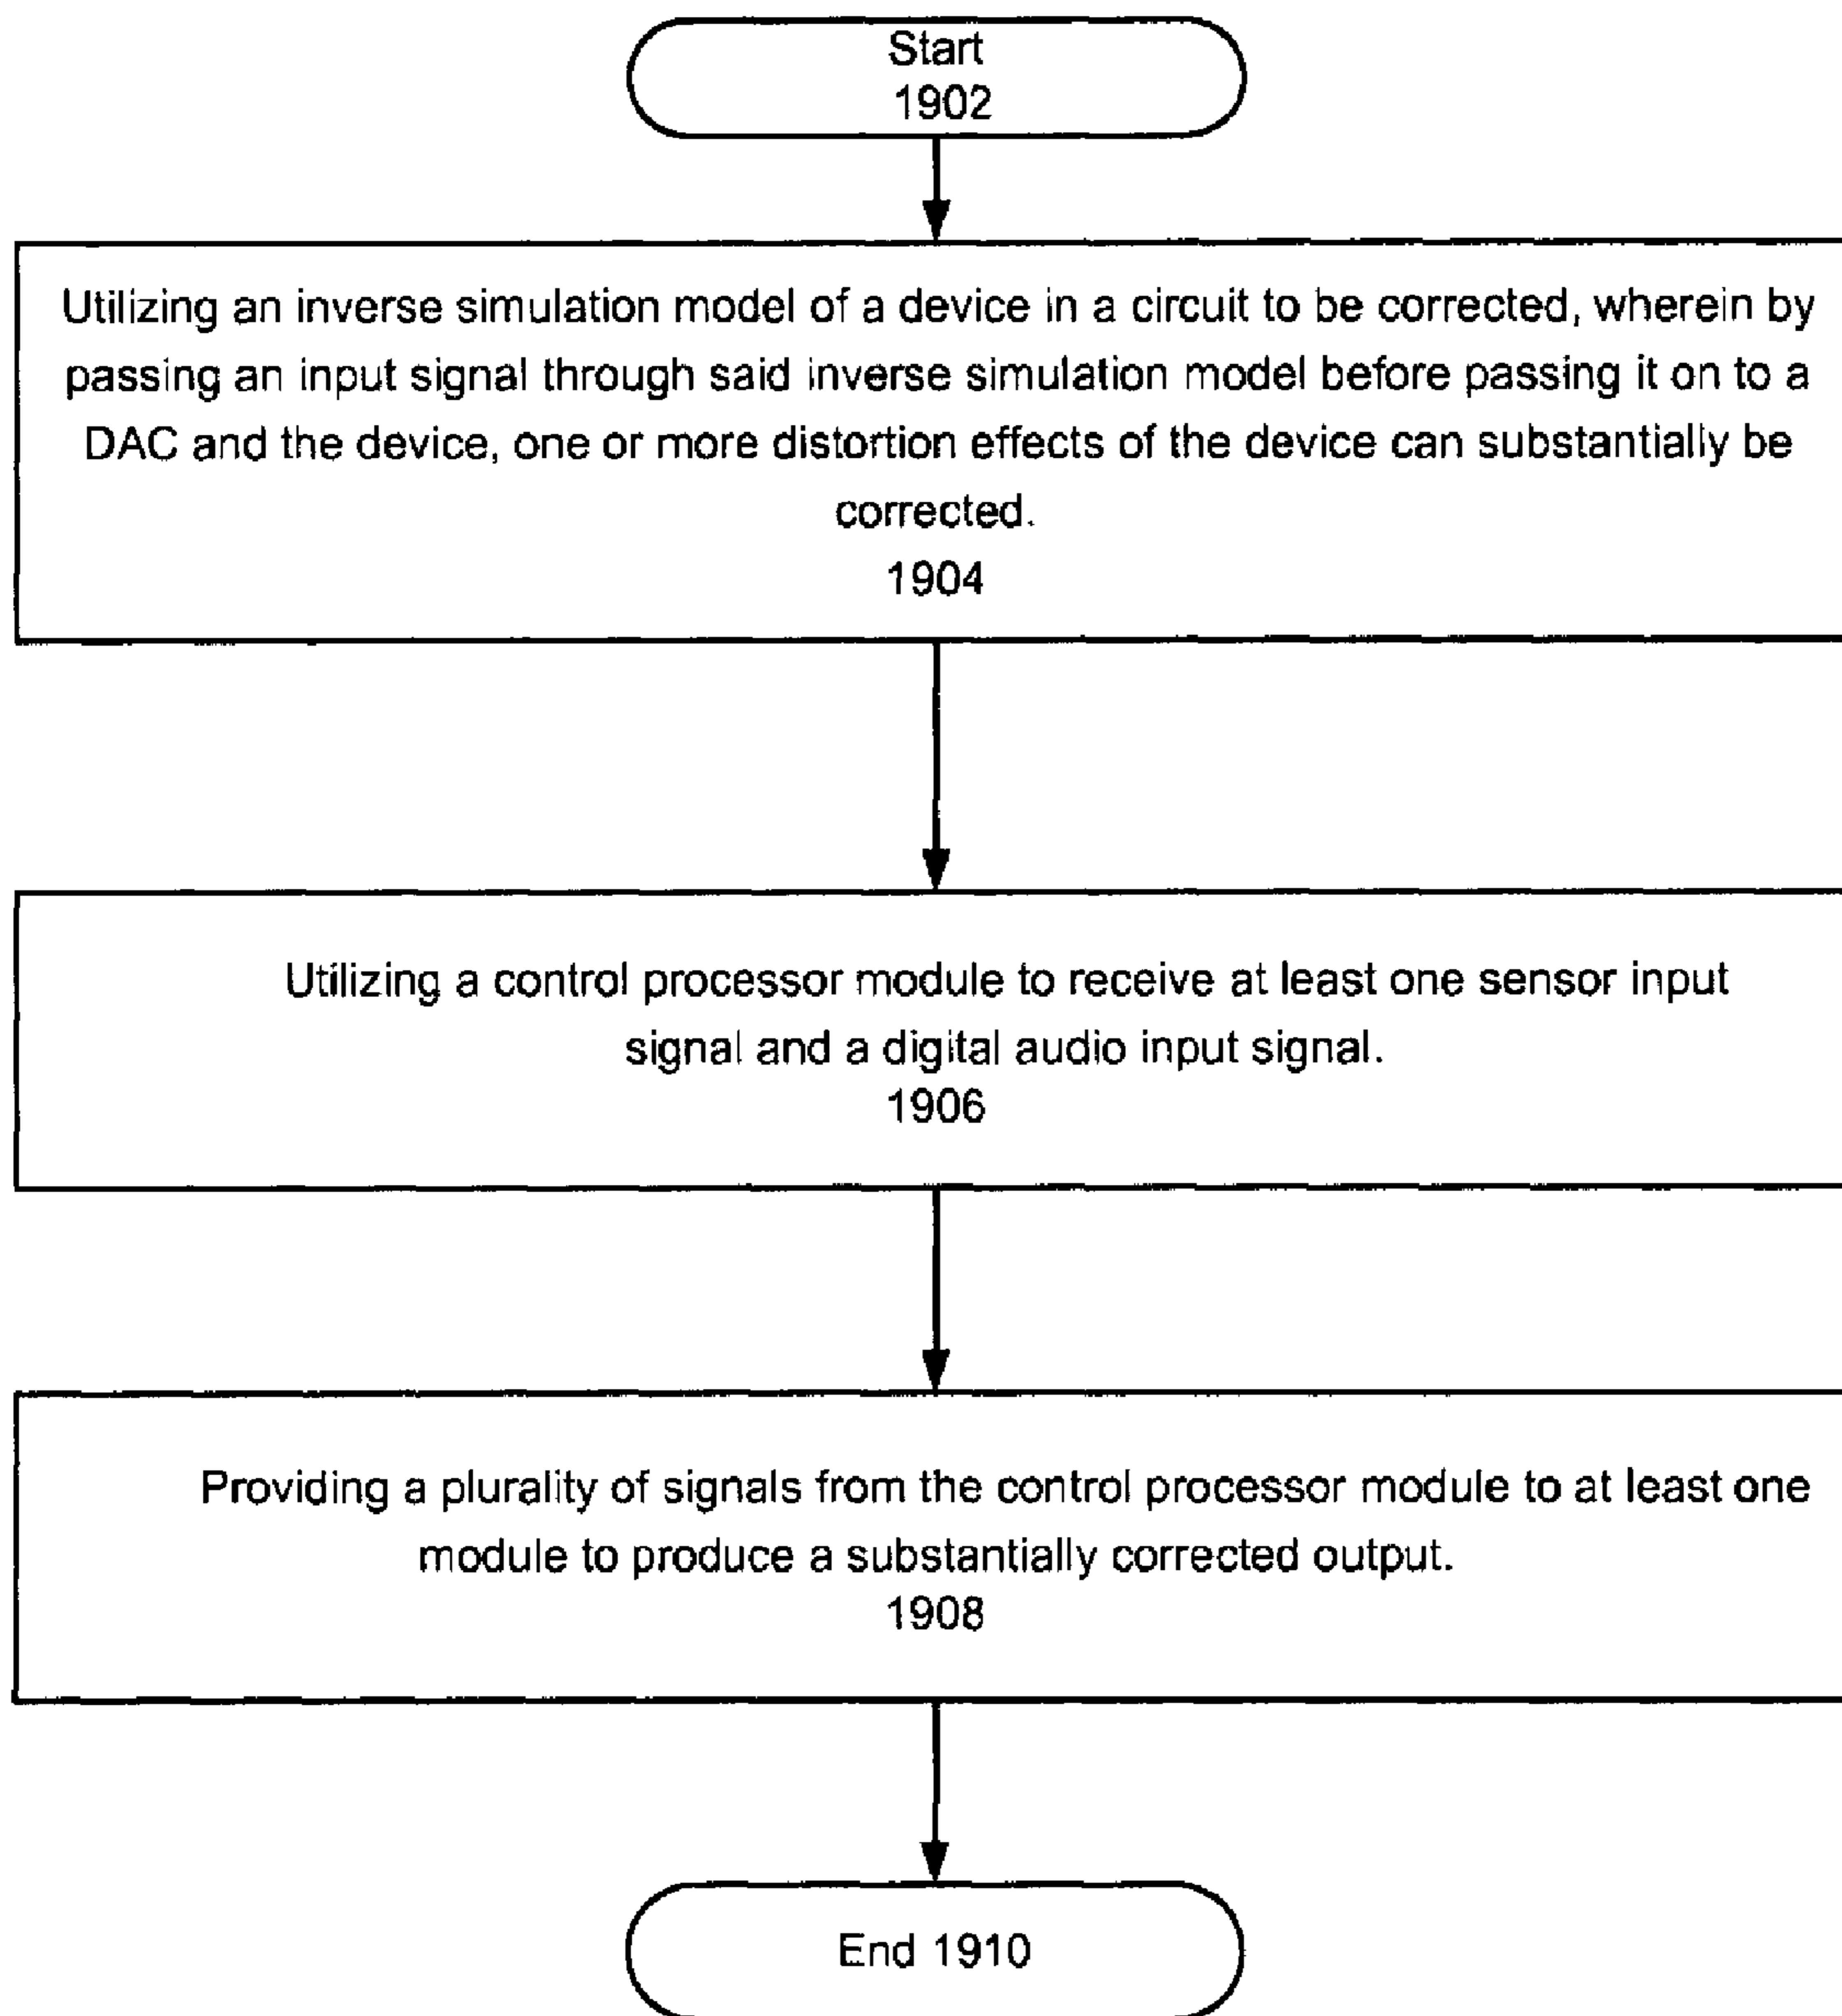 Start
1902
Utilizing an inverse simulation model of a device in a circuit to be corrected, wherein by
passing an input signal through said inverse simulation model before passing it on to a
DAC and the device, one or more distortion effects of the device can substantially be
corrected.
1904
Utilizing a control processor module to receive at least one sensor input
signal and a digital audio input signal.
1906
Providing a plurality of signals from the control processor module to at least one
module to produce a substantially corrected output.
1908
End 1910